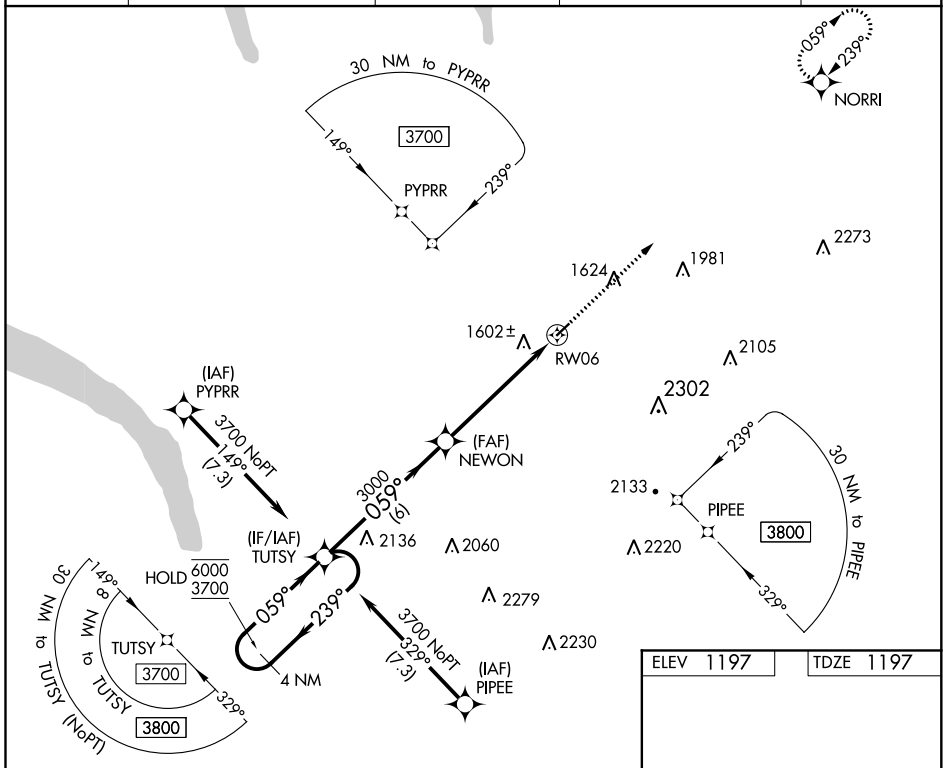 30 NM to PYPRR
3700
149°
239°
PYPRR
059°
239°
NORRI
2273
1981
1624
1602±
RW06
2105
2302
(IAF)
PYPRR
3700 NoPT
149°
(7.3)
(FAF)
NEWON
3000
059°
(6)
(IF/IAF)
TUTSY
2136
2060
2133
2220
2279
2230
239°
PIPEE
3800
329°
30 NM to PIPEE
HOLD
6000
3700
059°
239°
4 NM
3700 NoPT
329°
(7.3)
(IAF)
PIPEE
149°
TUTSY
3700
329°
8 NM to TUTSY
3800
30 NM to TUTSY (NoPT)
ELEV 1197
TDZE 1197